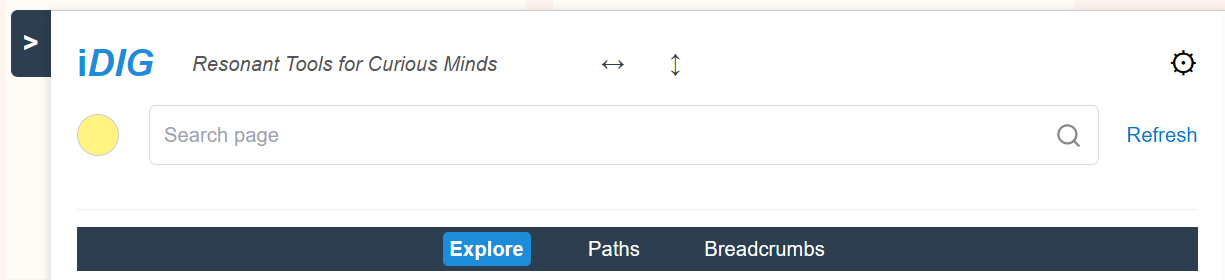 >
iDIG Resonant Tools for Curious Minds ↔ ↕
Search page Refresh
Explore Paths Breadcrumbs